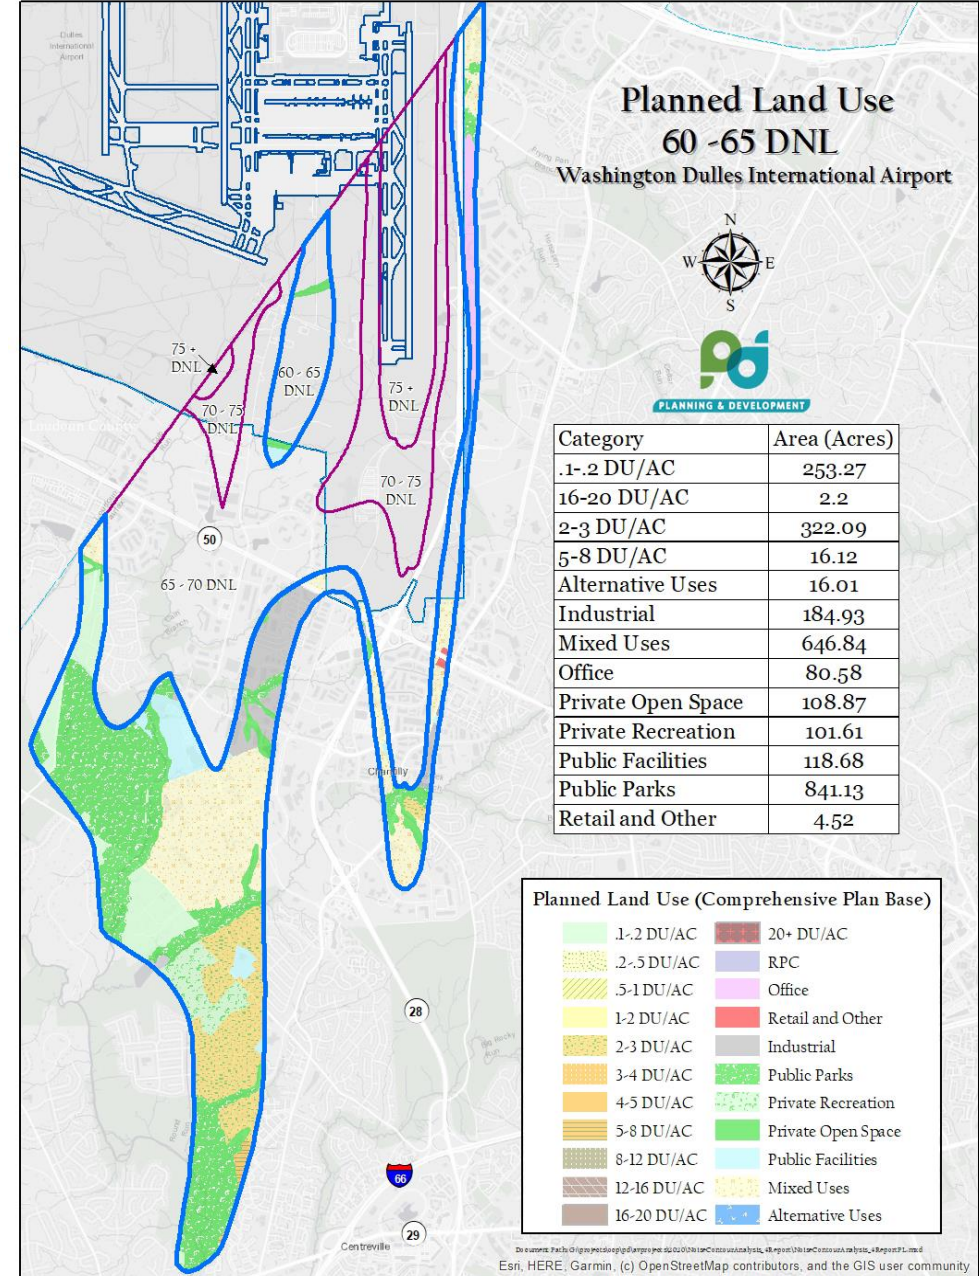 Dulles
International
Airport
Planned Land Use
60 -65 DNL
Washington Dulles International Airport
N
W E
S
PLANNING & DEVELOPMENT
75 +
DNL
60 - 65
DNL
75 +
DNL
70 - 75
DNL
Loudoun County
70 - 75
DNL
50
65 - 70 DNL
Chantilly
28
66
29
Centreville
Category Area (Acres)
.1-.2 DU/AC 253.27
16-20 DU/AC 2.2
2-3 DU/AC 322.09
5-8 DU/AC 16.12
Alternative Uses 16.01
Industrial 184.93
Mixed Uses 646.84
Office 80.58
Private Open Space 108.87
Private Recreation 101.61
Public Facilities 118.68
Public Parks 841.13
Retail and Other 4.52
Planned Land Use (Comprehensive Plan Base)
.1-.2 DU/AC 20+ DU/AC
.2-.5 DU/AC RPC
.5-1 DU/AC Office
1-2 DU/AC Retail and Other
2-3 DU/AC Industrial
3-4 DU/AC Public Parks
4-5 DU/AC Private Recreation
5-8 DU/AC Private Open Space
8-12 DU/AC Public Facilities
12-16 DU/AC Mixed Uses
16-20 DU/AC Alternative Uses
Esri, HERE, Garmin, (c) OpenStreetMap contributors, and the GIS user community